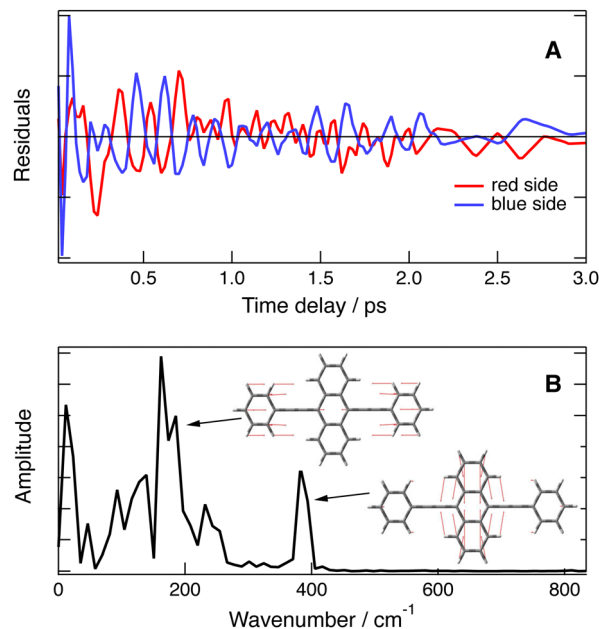 A
Residuals
red side
blue side
0.5 1.0 1.5 2.0 2.5 3.0
Time delay / ps
B
Amplitude
0 200 400 600 800
Wavenumber / cm-1